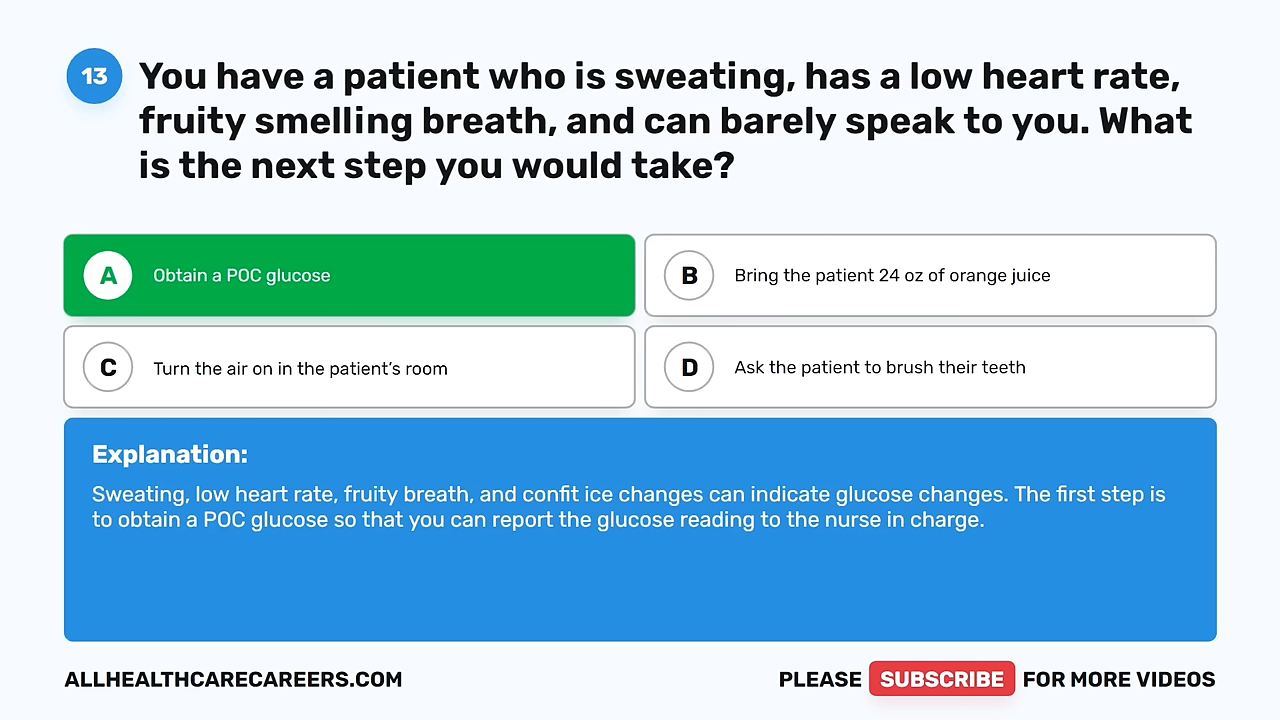 13
You have a patient who is sweating, has a low heart rate,
fruity smelling breath, and can barely speak to you. What
is the next step you would take?
A Obtain a POC glucose
B Bring the patient 24 oz of orange juice
C Turn the air on in the patient's room
D Ask the patient to brush their teeth
Explanation:
Sweating, low heart rate, fruity breath, and confit ice changes can indicate glucose changes. The first step is
to obtain a POC glucose so that you can report the glucose reading to the nurse in charge.
ALLHEALTHCARECAREERS.COM
PLEASE SUBSCRIBE FOR MORE VIDEOS